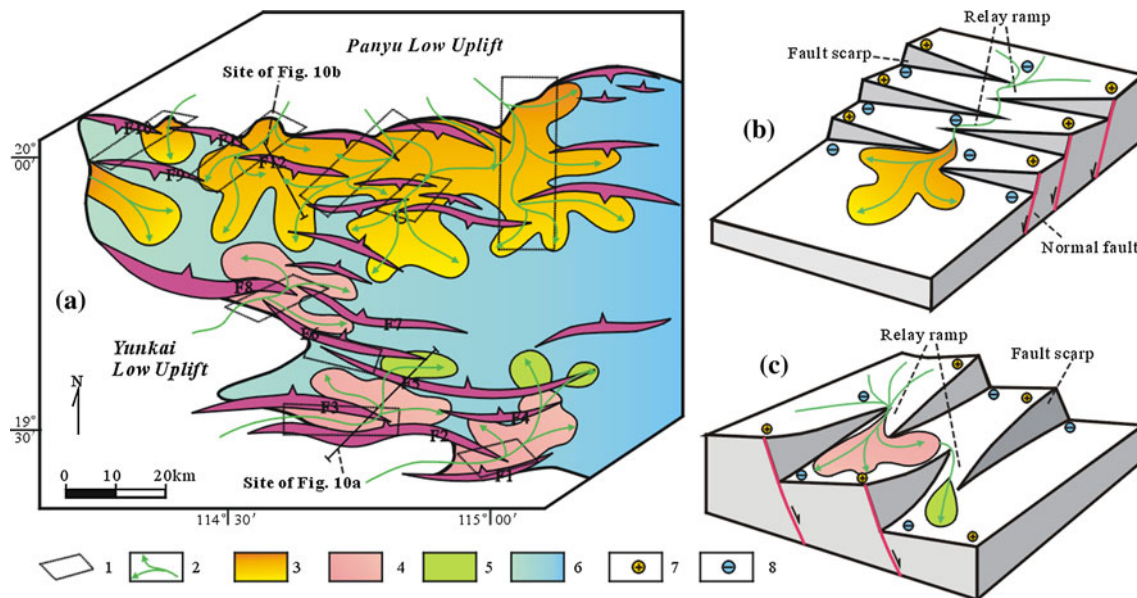 Panyu Low Uplift
Site of Fig. 10b
F11
F12
F9
20°
00'
(a)
F8
F7
F6
Yunkai
Low Uplift
F5
N
F3
F4
F2
19°
30'
F1
Site of Fig. 10a
0 10 20km
114°30' 115°00'
(b)
Relay ramp
Fault scarp
Normal fault
(c)
Relay ramp
Fault scarp
1 2 3 4 5 6 7 8